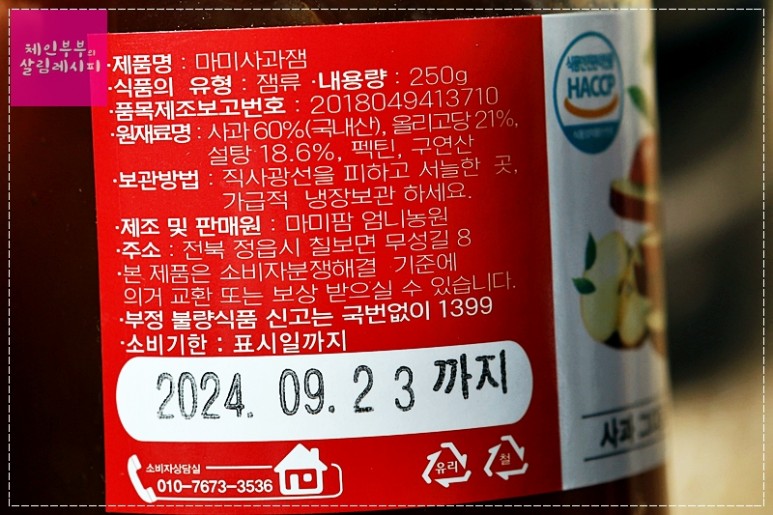 체인부부의
살림레시피
·제품명 : 마미사과잼
·식품의 유형 : 잼류 ·내용량 : 250g
·품목제조보고번호 : 2018049413710
·원재료명 : 사과 60%(국내산), 올리고당 21%,
설탕 18.6%, 펙틴, 구연산
·보관방법 : 직사광선을 피하고 서늘한 곳,
가급적 냉장보관 하세요.
·제조 및 판매원 : 마미팜 엄니농원
·주소 : 전북 정읍시 칠보면 무성길 8
·본 제품은 소비자분쟁해결 기준에
의거 교환 또는 보상 받으실 수 있습니다.
·부정 불량식품 신고는 국번없이 1399
·소비기한 : 표시일까지
2024. 09. 2 3 까지
소비자상담실
010-7673-3536
유리
철
HACCP
사과